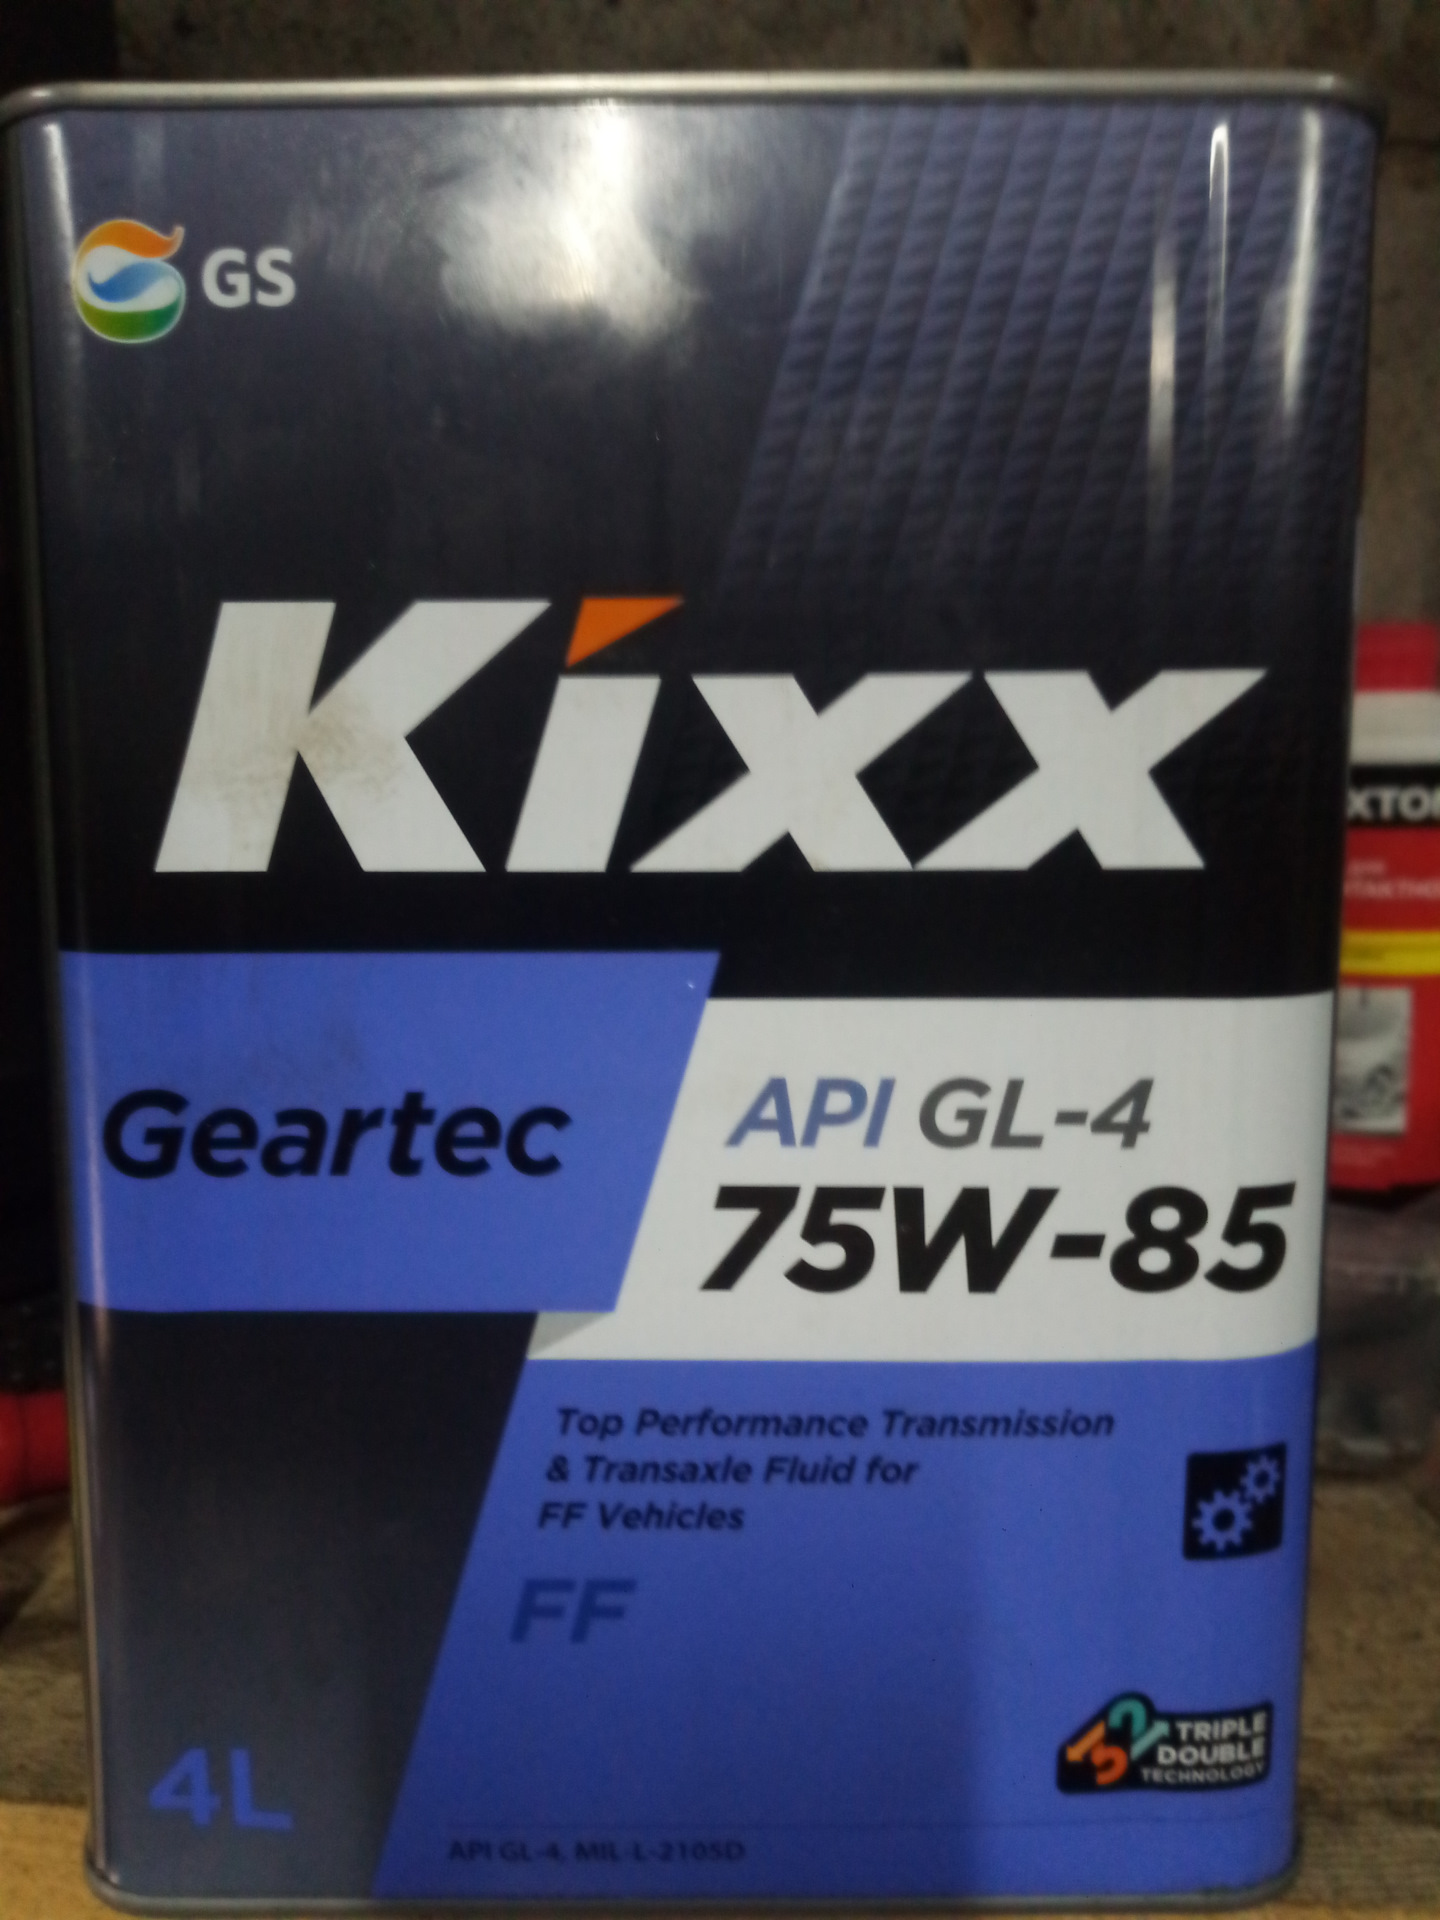 GS
Kixx
Geartec
API GL-4
75W-85
Top Performance Transmission
& Transaxle Fluid for
FF Vehicles
FF
TRIPLE
DOUBLE
TECHNOLOGY
4L
API GL-4, MIL-L-2105D